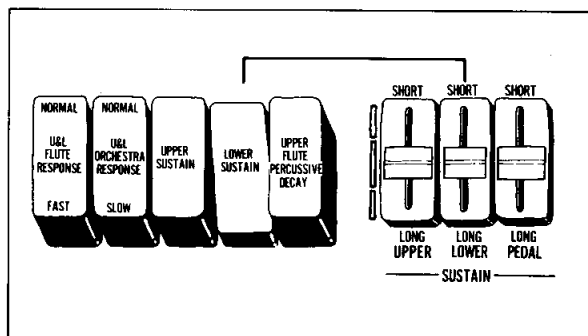 NORMAL
U&L
FLUTE
RESPONSE
FAST
NORMAL
U&L
ORCHESTRA
RESPONSE
SLOW
UPPER
SUSTAIN
LOWER
SUSTAIN
UPPER
FLUTE
PERCUSSIVE
DECAY
SHORT SHORT SHORT
LONG LONG LONG
UPPER LOWER PEDAL
SUSTAIN